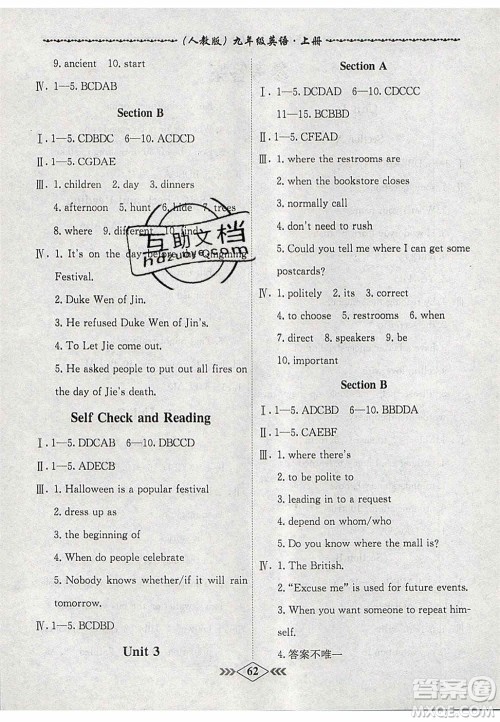 (人教版) 九年级英语·上册
9. ancient 10. start
Ⅳ. 1—5. BCDAB
Section B
Ⅰ. 1—5. CDBDC 6—10. ACDCD
Ⅱ. 1—5. CGDAE
Ⅲ. 1. children 2. day 3. dinners
4. afternoon 5. hunt 6. hide 7. trees
8. where 9. different 10. find
Ⅳ. 1. It's on the day before the Qingming
Festival.
2. Duke Wen of Jin.
3. He refused Duke Wen of Jin's.
4. To Let Jie come out.
5. He asked people to put out fires on the
day of Jie's death.
Self Check and Reading
Ⅰ. 1—5. DDCAB 6—10. DBCCD
Ⅱ. 1—5. ADECB
Ⅲ. 1. Halloween is a popular festival
2. dress up as
3. the beginning of
4. When do people celebrate
5. Nobody knows whether/if it will rain
tomorrow.
Ⅳ. 1—5. BCDBD
Unit 3
Section A
Ⅰ. 1—5. DCDAD 6—10. CDCCC
11—15. BCBBD
Ⅱ. 1—5. CFEAD
Ⅲ. 1. where the restrooms are
2. when the bookstore closes
3. normally call
4. don't need to rush
5. Could you tell me where I can get some
postcards?
Ⅳ. 1. politely 2. its 3. correct
4. to choose 5. restrooms 6. when
7. direct 8. speakers 9. by
10. important
Section B
Ⅰ. 1—5. ADCBD 6—10. BBDDA
Ⅱ. 1—5. CAEBF
Ⅲ. 1. where there's
2. to be polite to
3. leading in to a request
4. depend on whom/who
5. Do you know where the mall is?
Ⅳ. 1. The British.
2. "Excuse me" is used for future events.
3. He will expect you to repeat him-
self.
4. 答案不唯一
62
互助文档
hdzuoye.com
答案圈